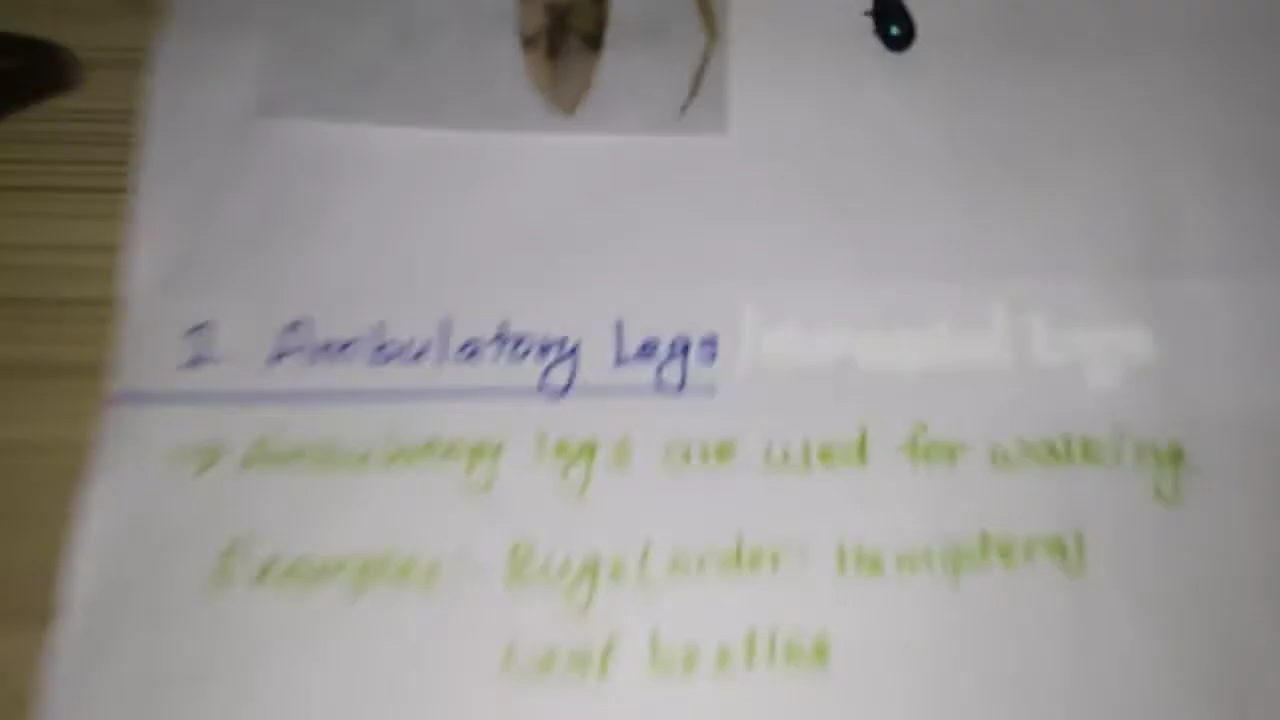 1 Ambulatory Legs
→ Ambulatory legs are used for walking
Examples Bugs (order: Hemiptera)
Leaf beetles